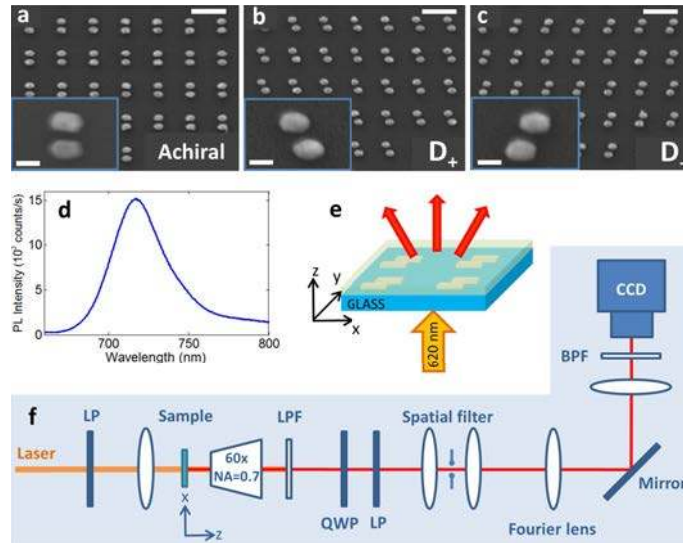 a
b
c
Achiral
D+
D-
d
PL Intensity (10³ counts/s)
15
10
5
0
700
750
800
Wavelength (nm)
e
z
y
x
GLASS
620 nm
CCD
BPF
f
LP
Sample
LPF
Spatial filter
Laser
60x
NA=0.7
x
z
QWP
LP
Fourier lens
Mirror